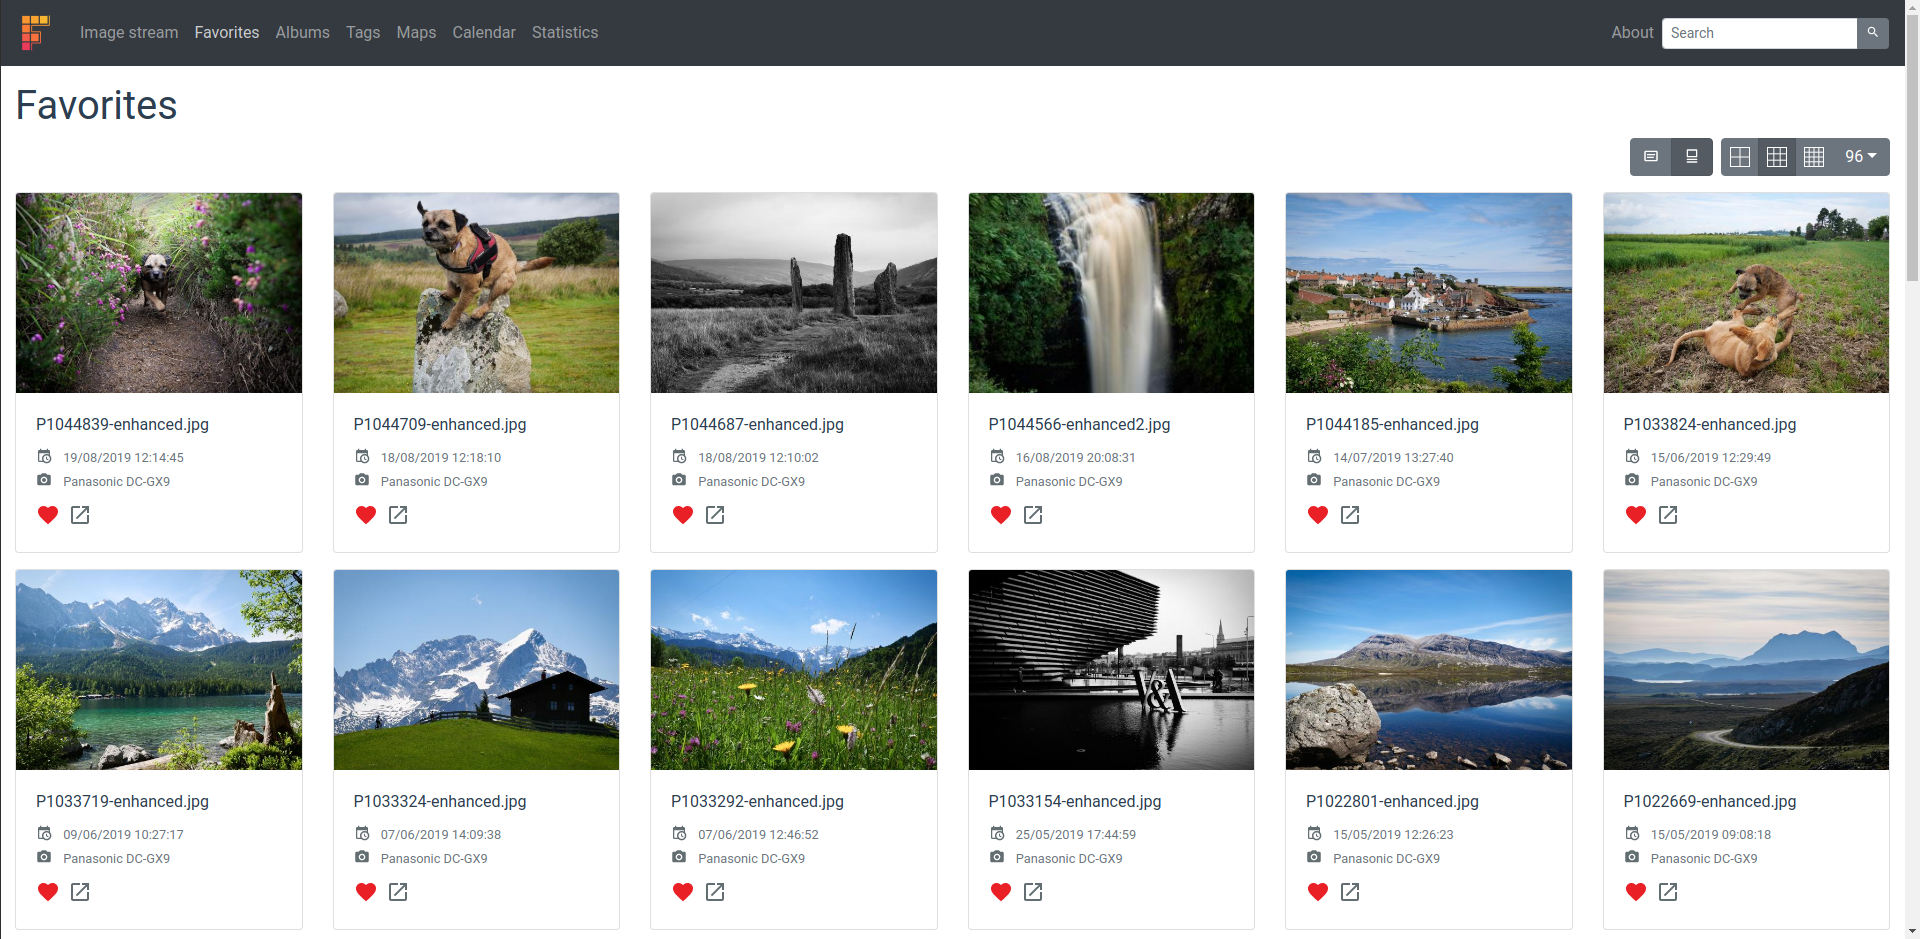 Image stream Favorites Albums Tags Maps Calendar Statistics About Search
Favorites
96
P1044839-enhanced.jpg
19/08/2019 12:14:45
Panasonic DC-GX9
P1044709-enhanced.jpg
18/08/2019 12:18:10
Panasonic DC-GX9
P1044687-enhanced.jpg
18/08/2019 12:10:02
Panasonic DC-GX9
P1044566-enhanced2.jpg
16/08/2019 20:08:31
Panasonic DC-GX9
P1044185-enhanced.jpg
14/07/2019 13:27:40
Panasonic DC-GX9
P1033824-enhanced.jpg
15/06/2019 12:29:49
Panasonic DC-GX9
V&A
P1033719-enhanced.jpg
09/06/2019 10:27:17
Panasonic DC-GX9
P1033324-enhanced.jpg
07/06/2019 14:09:38
Panasonic DC-GX9
P1033292-enhanced.jpg
07/06/2019 12:46:52
Panasonic DC-GX9
P1033154-enhanced.jpg
25/05/2019 17:44:59
Panasonic DC-GX9
P1022801-enhanced.jpg
15/05/2019 12:26:23
Panasonic DC-GX9
P1022669-enhanced.jpg
15/05/2019 09:08:18
Panasonic DC-GX9